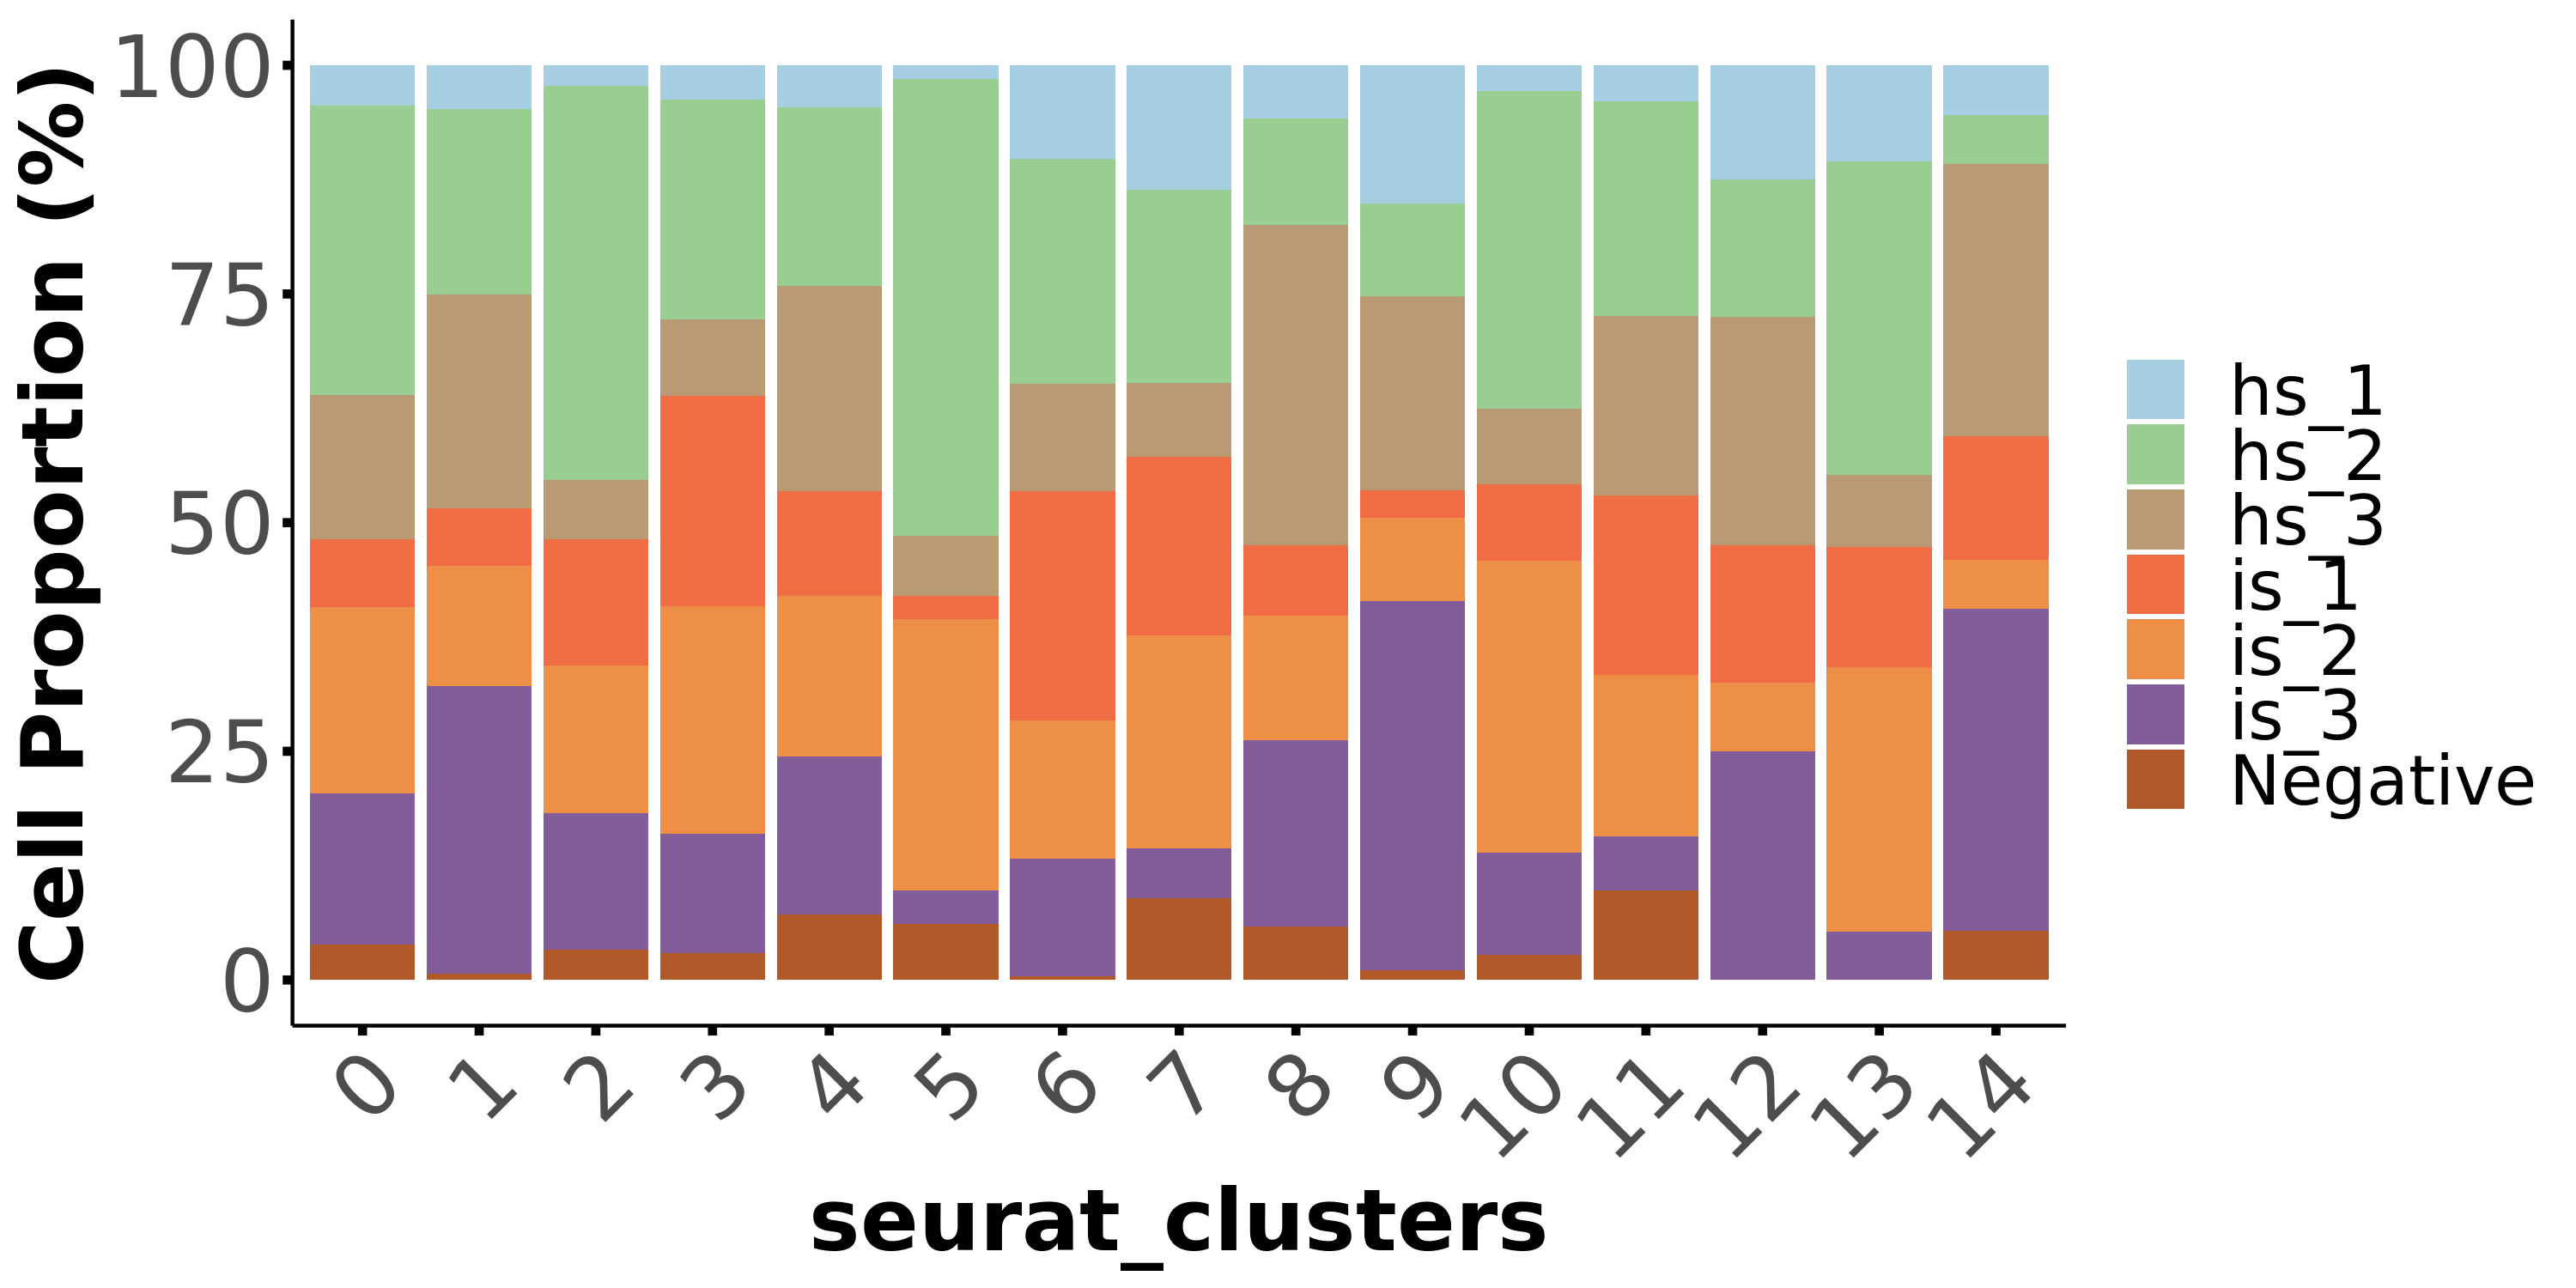 Cell Proportion (%)
100
75
50
25
0
0 1 2 3 4 5 6 7 8 9 10 11 12 13 14
seurat_clusters
hs_1
hs_2
hs_3
is_1
is_2
is_3
Negative